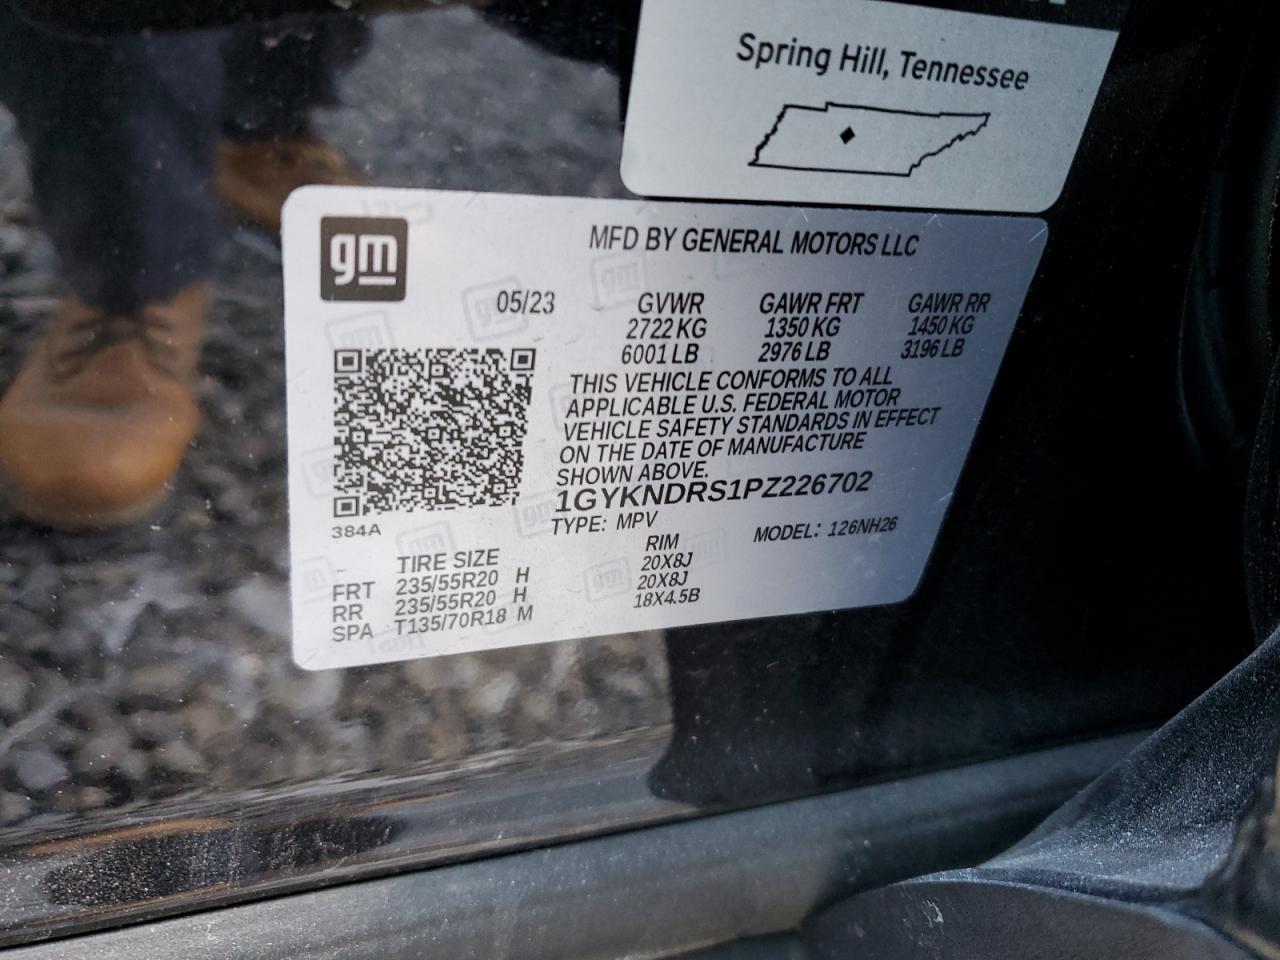 Spring Hill, Tennessee
gm
MFD BY GENERAL MOTORS LLC
05/23 GVWR GAWR FRT GAWR RR
2722 KG 1350 KG 1450 KG
6001 LB 2976 LB 3196 LB
THIS VEHICLE CONFORMS TO ALL
APPLICABLE U.S. FEDERAL MOTOR
VEHICLE SAFETY STANDARDS IN EFFECT
ON THE DATE OF MANUFACTURE
SHOWN ABOVE.
1GYKNDRS1PZ226702
384A TYPE: MPV MODEL: 126NH26
TIRE SIZE RIM
FRT 235/55R20 H 20X8J
RR 235/55R20 H 20X8J
SPA T135/70R18 M 18X4.5B